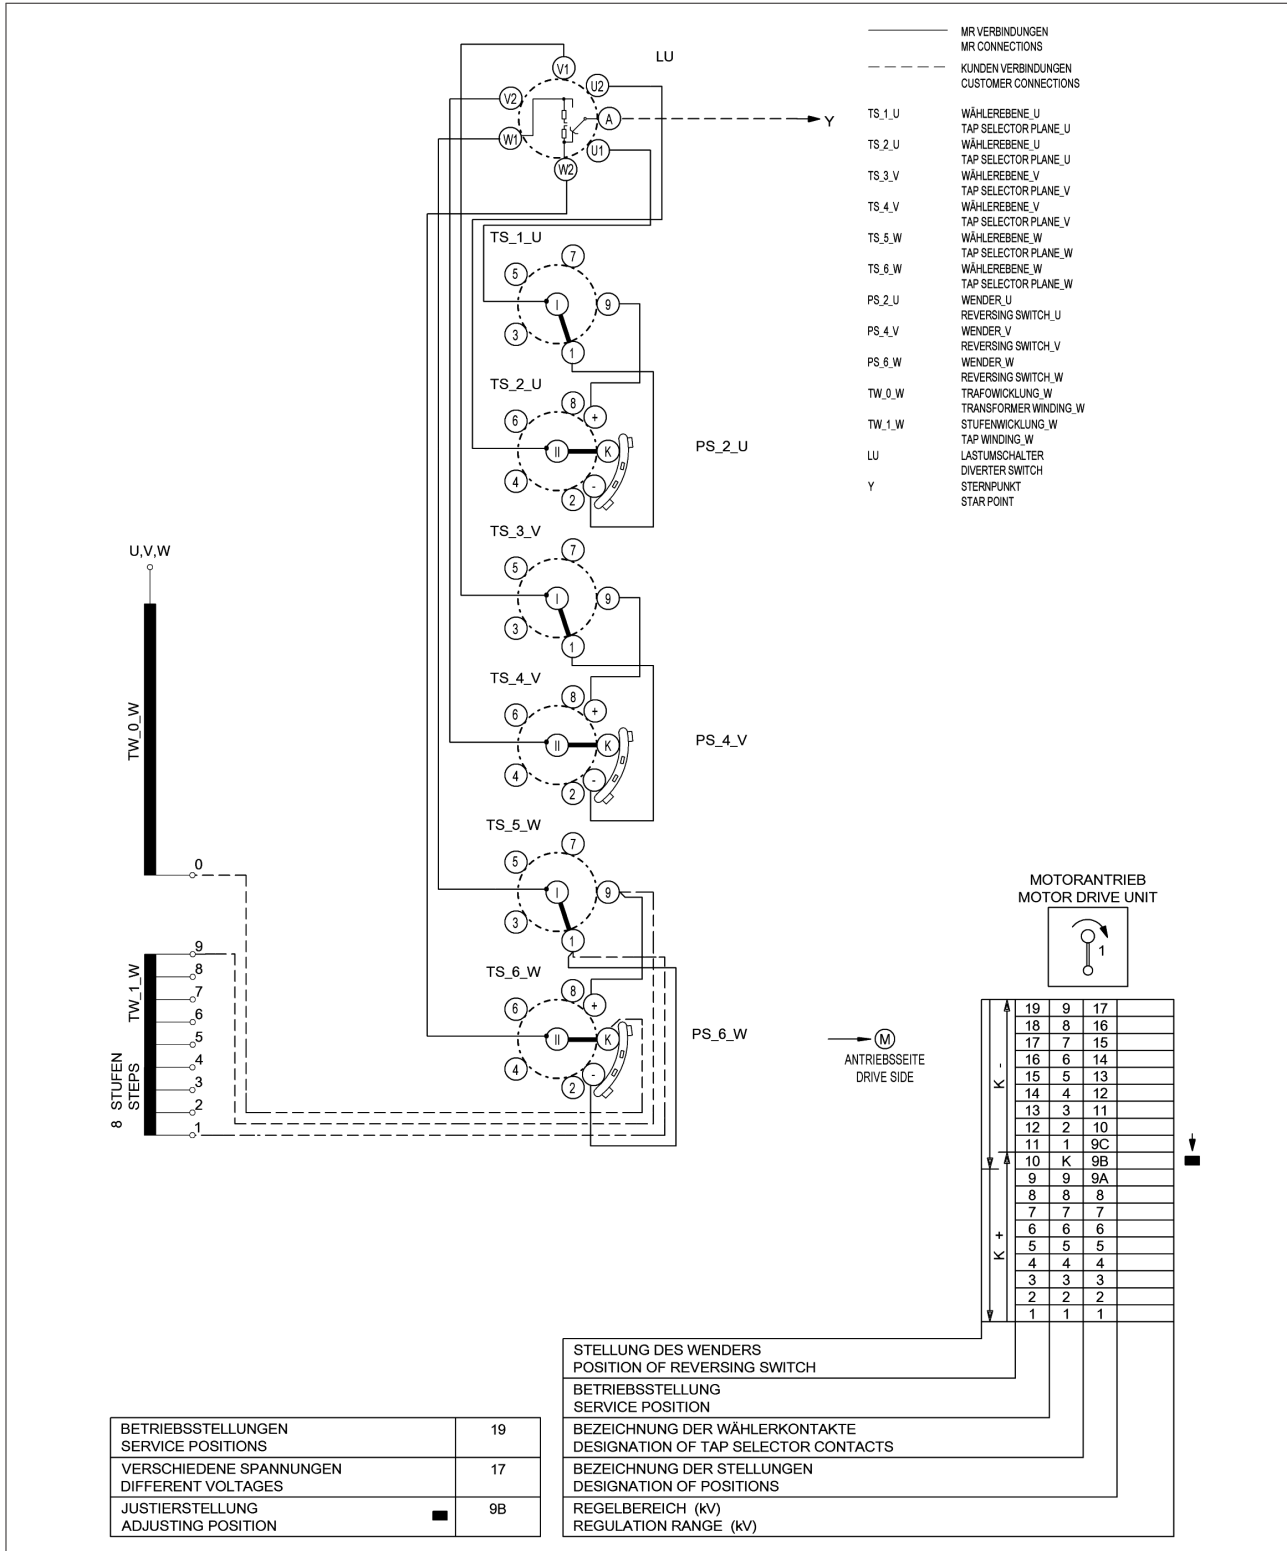 LU
V1
U2
V2
A
Y
W1
U1
W2
MR VERBINDUNGEN
MR CONNECTIONS
KUNDEN VERBINDUNGEN
CUSTOMER CONNECTIONS
TS_1_U WÄHLEREBENE_U
TAP SELECTOR PLANE_U
TS_2_U WÄHLEREBENE_U
TAP SELECTOR PLANE_U
TS_3_V WÄHLEREBENE_V
TAP SELECTOR PLANE_V
TS_4_V WÄHLEREBENE_V
TAP SELECTOR PLANE_V
TS_5_W WÄHLEREBENE_W
TAP SELECTOR PLANE_W
TS_6_W WÄHLEREBENE_W
TAP SELECTOR PLANE_W
PS_2_U WENDER_U
REVERSING SWITCH_U
PS_4_V WENDER_V
REVERSING SWITCH_V
PS_6_W WENDER_W
REVERSING SWITCH_W
TW_0_W TRAFOWICKLUNG_W
TRANSFORMER WINDING_W
TW_1_W STUFENWICKLUNG_W
TAP WINDING_W
LU LASTUMSCHALTER
DIVERTER SWITCH
Y STERNPUNKT
STAR POINT
TS_1_U
7
5
I 9
3
1
TS_2_U
8 +
6
II K PS_2_U
4 -
2
TS_3_V
7
5
I 9
3
1
TS_4_V
8 +
6
II K PS_4_V
4 -
2
TS_5_W
7
5
I 9
3
1
TS_6_W
8 +
6
II K PS_6_W
4 -
2
U,V,W
TW_0_W
0
TW_1_W
8 STUFEN
STEPS
9
8
7
6
5
4
3
2
1
M
ANTRIEBSSEITE
DRIVE SIDE
MOTORANTRIEB
MOTOR DRIVE UNIT
1
K -
K +
19 9 17
18 8 16
17 7 15
16 6 14
15 5 13
14 4 12
13 3 11
12 2 10
11 1 9C
10 K 9B
9 9 9A
8 8 8
7 7 7
6 6 6
5 5 5
4 4 4
3 3 3
2 2 2
1 1 1
STELLUNG DES WENDERS
POSITION OF REVERSING SWITCH
BETRIEBSSTELLUNG
SERVICE POSITION
BEZEICHNUNG DER WÄHLERKONTAKTE
DESIGNATION OF TAP SELECTOR CONTACTS
BEZEICHNUNG DER STELLUNGEN
DESIGNATION OF POSITIONS
REGELBEREICH (kV)
REGULATION RANGE (kV)
BETRIEBSSTELLUNGEN 19
SERVICE POSITIONS
VERSCHIEDENE SPANNUNGEN 17
DIFFERENT VOLTAGES
JUSTIERSTELLUNG 9B
ADJUSTING POSITION